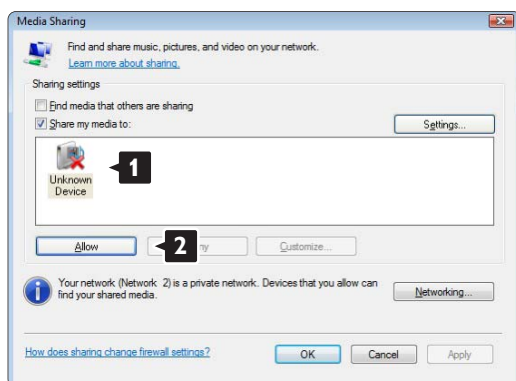 Media Sharing
Find and share music, pictures, and video on your network.
Learn more about sharing.
Sharing settings
Find media that others are sharing
Share my media to:
Settings...
Unknown
Device
1
Allow
2
ny
Customize...
Your network (Network 2) is a private network. Devices that you allow can
find your shared media.
Networking...
How does sharing change firewall settings?
OK
Cancel
Apply